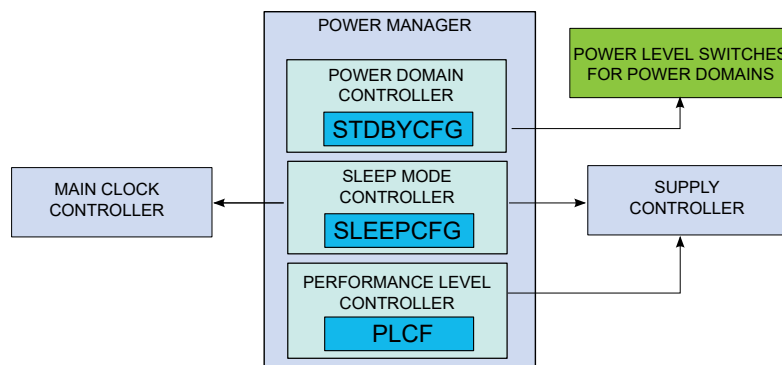 POWER MANAGER
POWER DOMAIN
CONTROLLER
STDBYCFG
POWER LEVEL SWITCHES
FOR POWER DOMAINS
MAIN CLOCK
CONTROLLER
SLEEP MODE
CONTROLLER
SLEEPCFG
SUPPLY
CONTROLLER
PERFORMANCE LEVEL
CONTROLLER
PLCF